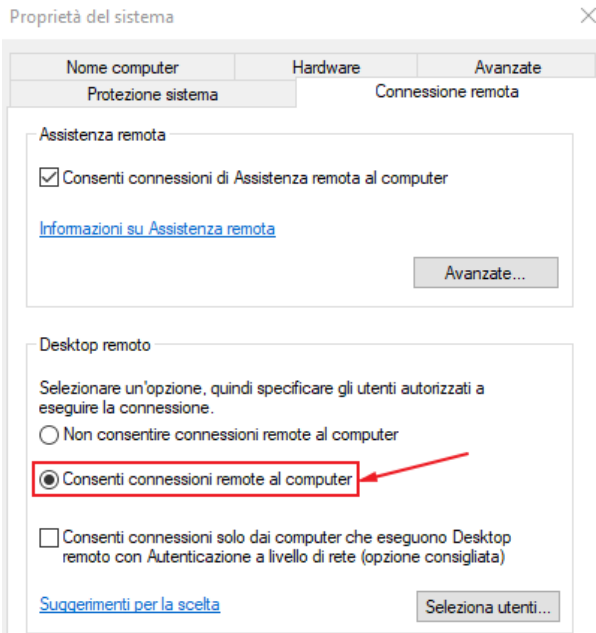 Proprietà del sistema
Nome computer
Hardware
Avanzate
Protezione sistema
Connessione remota
Assistenza remota
Consenti connessioni di Assistenza remota al computer
Informazioni su Assistenza remota
Avanzate...
Desktop remoto
Selezionare un'opzione, quindi specificare gli utenti autorizzati a
eseguire la connessione.
Non consentire connessioni remote al computer
Consenti connessioni remote al computer
Consenti connessioni solo dai computer che eseguono Desktop
remoto con Autenticazione a livello di rete (opzione consigliata)
Suggerimenti per la scelta
Seleziona utenti...